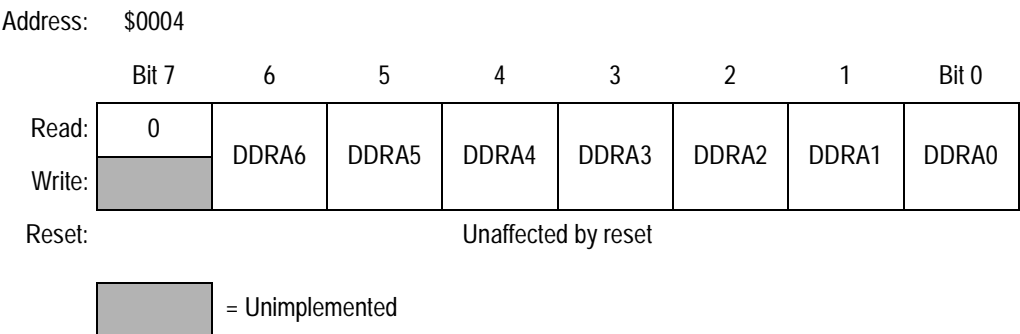 Address: $0004
Bit 7 6 5 4 3 2 1 Bit 0
Read: 0 DDRA6 DDRA5 DDRA4 DDRA3 DDRA2 DDRA1 DDRA0
Write:
Reset: Unaffected by reset
= Unimplemented